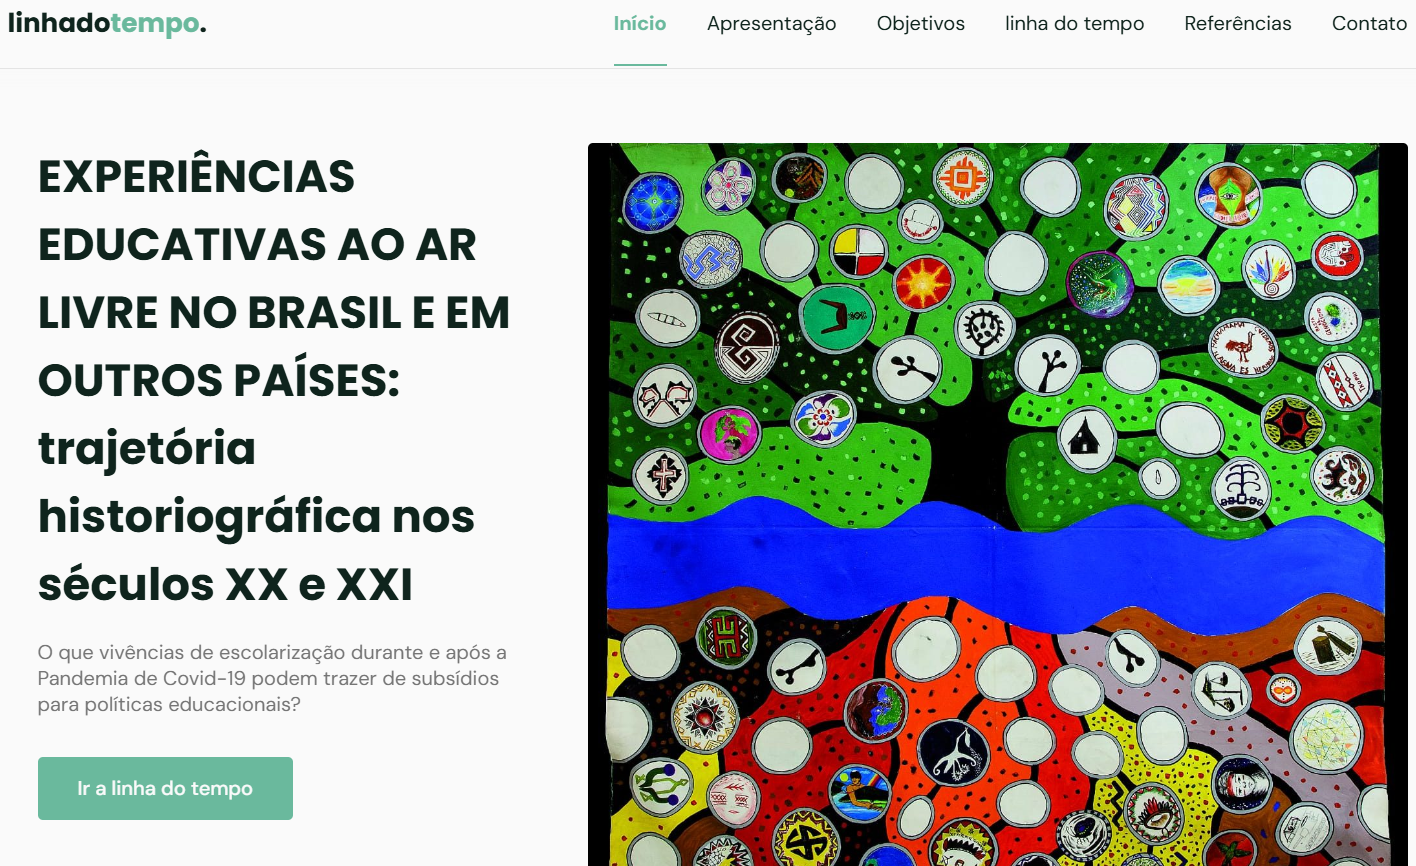 linhadotempo.
Início Apresentação Objetivos linha do tempo Referências Contato
EXPERIÊNCIAS
EDUCATIVAS AO AR
LIVRE NO BRASIL E EM
OUTROS PAÍSES:
trajetória
historiográfica nos
séculos XX e XXI
O que vivências de escolarização durante e após a
Pandemia de Covid-19 podem trazer de subsídios
para políticas educacionais?
Ir a linha do tempo